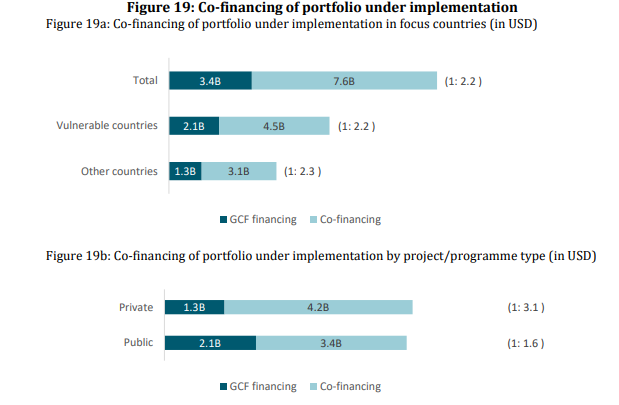 Figure 19: Co-financing of portfolio under implementation
Figure 19a: Co-financing of portfolio under implementation in focus countries (in USD)
Total 3.4B 7.6B (1: 2.2 )
Vulnerable countries 2.1B 4.5B (1: 2.2 )
Other countries 1.3B 3.1B (1: 2.3 )
GCF financing Co-financing
Figure 19b: Co-financing of portfolio under implementation by project/programme type (in USD)
Private 1.3B 4.2B (1: 3.1 )
Public 2.1B 3.4B (1: 1.6 )
GCF financing Co-financing